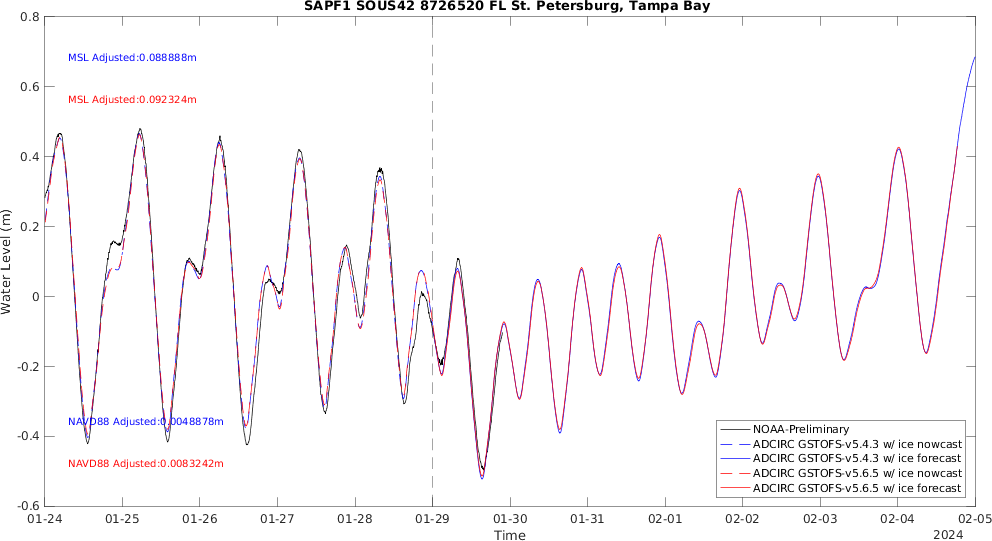 SAPF1 SOUS42 8726520 FL St. Petersburg, Tampa Bay
0.8
0.6
0.4
0.2
0
-0.2
-0.4
-0.6
Water Level (m)
MSL Adjusted:0.088888m
MSL Adjusted:0.092324m
NAVD88 Adjusted:0.0048878m
NAVD88 Adjusted:0.0083242m
NOAA-Preliminary
ADCIRC GSTOFS-v5.4.3 w/ ice nowcast
ADCIRC GSTOFS-v5.4.3 w/ ice forecast
ADCIRC GSTOFS-v5.6.5 w/ ice nowcast
ADCIRC GSTOFS-v5.6.5 w/ ice forecast
01-24 01-25 01-26 01-27 01-28 01-29 01-30 01-31 02-01 02-02 02-03 02-04 02-05
Time
2024